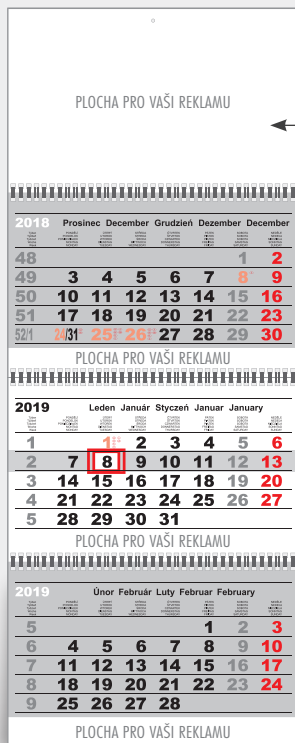 PLOCHA PRO VAŠI REKLAMU
2018 Prosinec December Grudzień Dezember December
48 1 2
49 3 4 5 6 7 8 9
50 10 11 12 13 14 15 16
51 17 18 19 20 21 22 23
52/1 24/31 25 26 27 28 29 30
PLOCHA PRO VAŠI REKLAMU
2019 Leden Január Styczeń Januar January
1 1 2 3 4 5 6
2 7 8 9 10 11 12 13
3 14 15 16 17 18 19 20
4 21 22 23 24 25 26 27
5 28 29 30 31
PLOCHA PRO VAŠI REKLAMU
2019 Únor Február Luty Februar February
5 1 2 3
6 4 5 6 7 8 9 10
7 11 12 13 14 15 16 17
8 18 19 20 21 22 23 24
9 25 26 27 28
PLOCHA PRO VAŠI REKLAMU